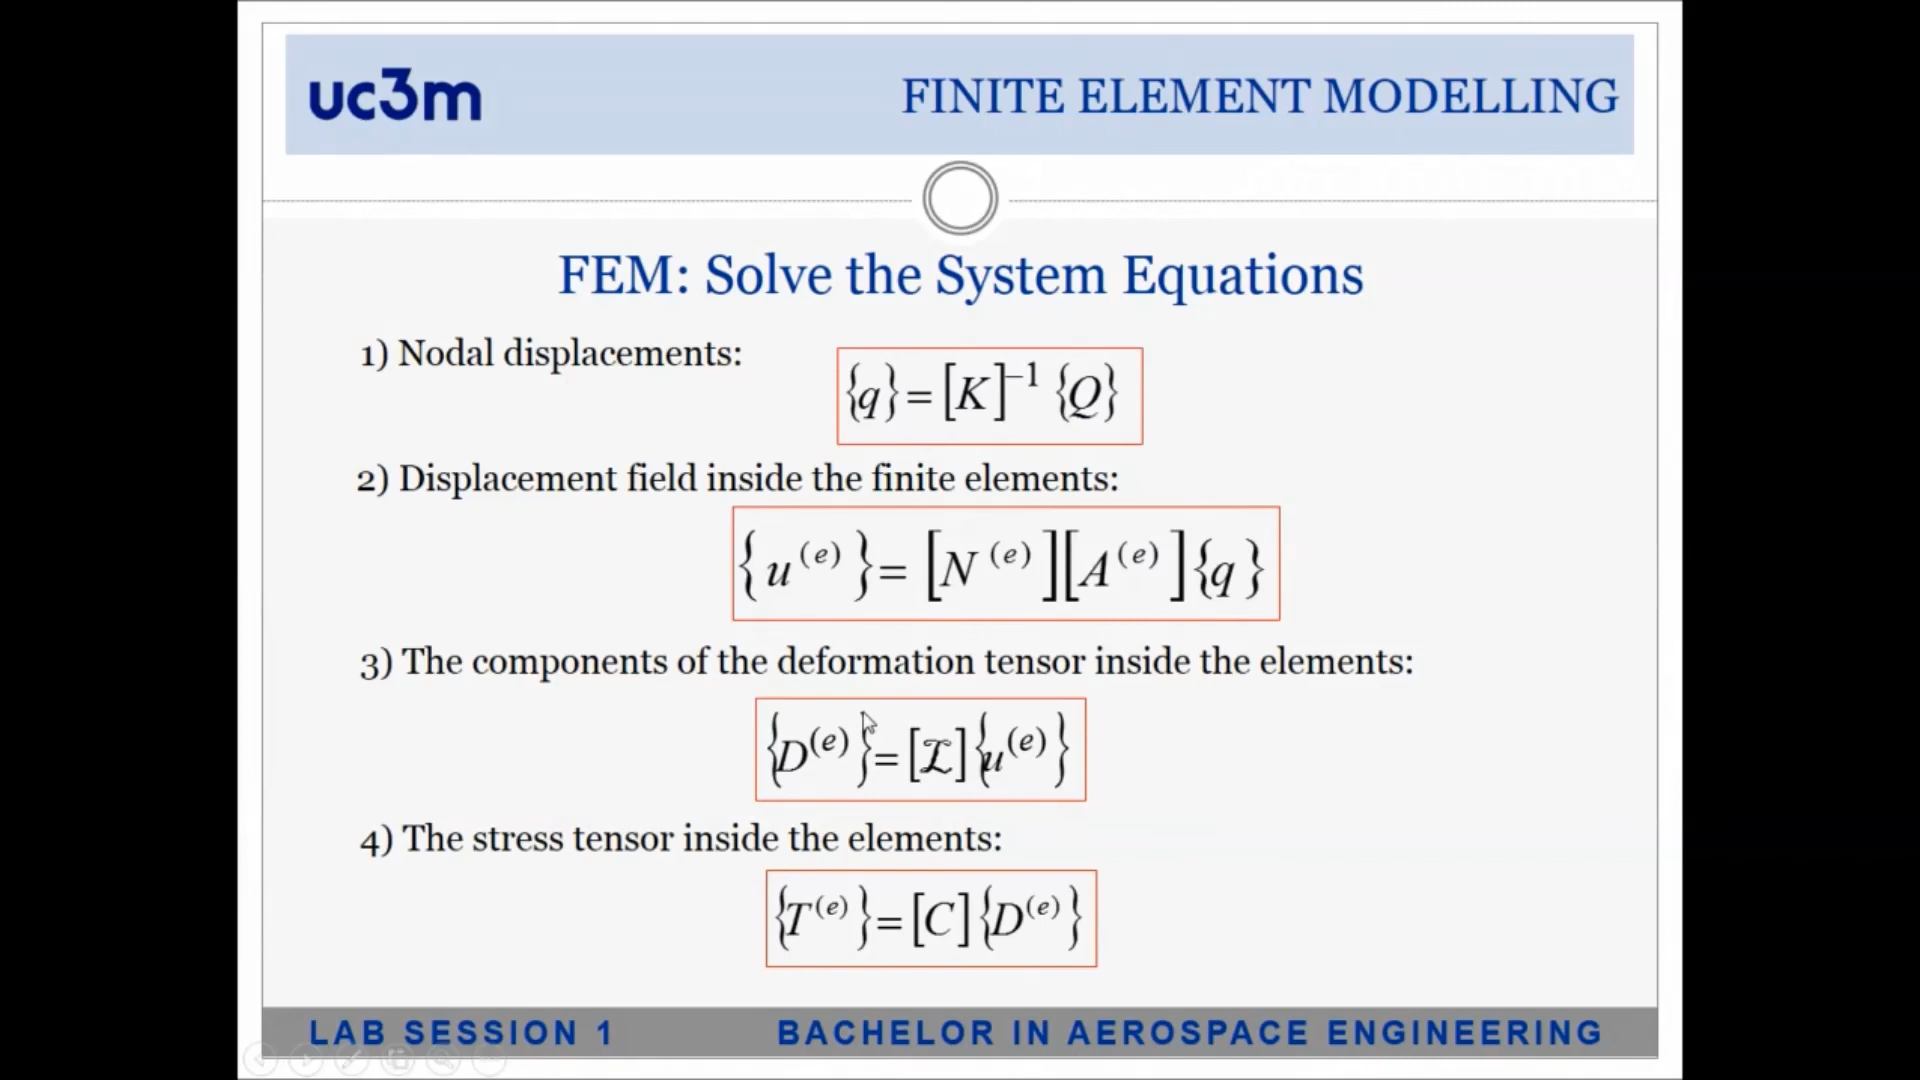 uc3m
FINITE ELEMENT MODELLING
FEM: Solve the System Equations
1) Nodal displacements:
{q} = [K]⁻¹ {Q}
2) Displacement field inside the finite elements:
{u⁽ᵉ⁾} = [N⁽ᵉ⁾][A⁽ᵉ⁾]{q}
3) The components of the deformation tensor inside the elements:
{D⁽ᵉ⁾} = [ℒ]{u⁽ᵉ⁾}
4) The stress tensor inside the elements:
{T⁽ᵉ⁾} = [C]{D⁽ᵉ⁾}
LAB SESSION 1
BACHELOR IN AEROSPACE ENGINEERING